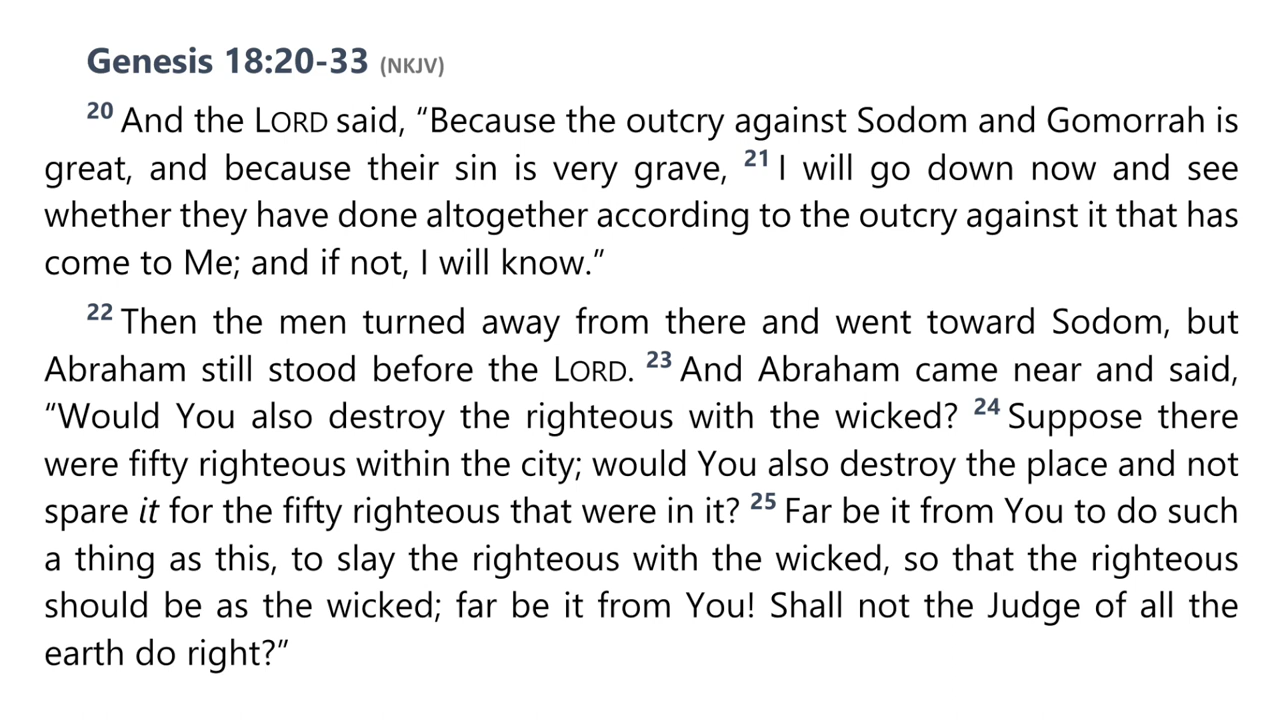 Genesis 18:20-33 (NKJV)
20 And the LORD said, “Because the outcry against Sodom and Gomorrah is
great, and because their sin is very grave, 21 I will go down now and see
whether they have done altogether according to the outcry against it that has
come to Me; and if not, I will know.”
22 Then the men turned away from there and went toward Sodom, but
Abraham still stood before the LORD. 23 And Abraham came near and said,
“Would You also destroy the righteous with the wicked? 24 Suppose there
were fifty righteous within the city; would You also destroy the place and not
spare it for the fifty righteous that were in it? 25 Far be it from You to do such
a thing as this, to slay the righteous with the wicked, so that the righteous
should be as the wicked; far be it from You! Shall not the Judge of all the
earth do right?”